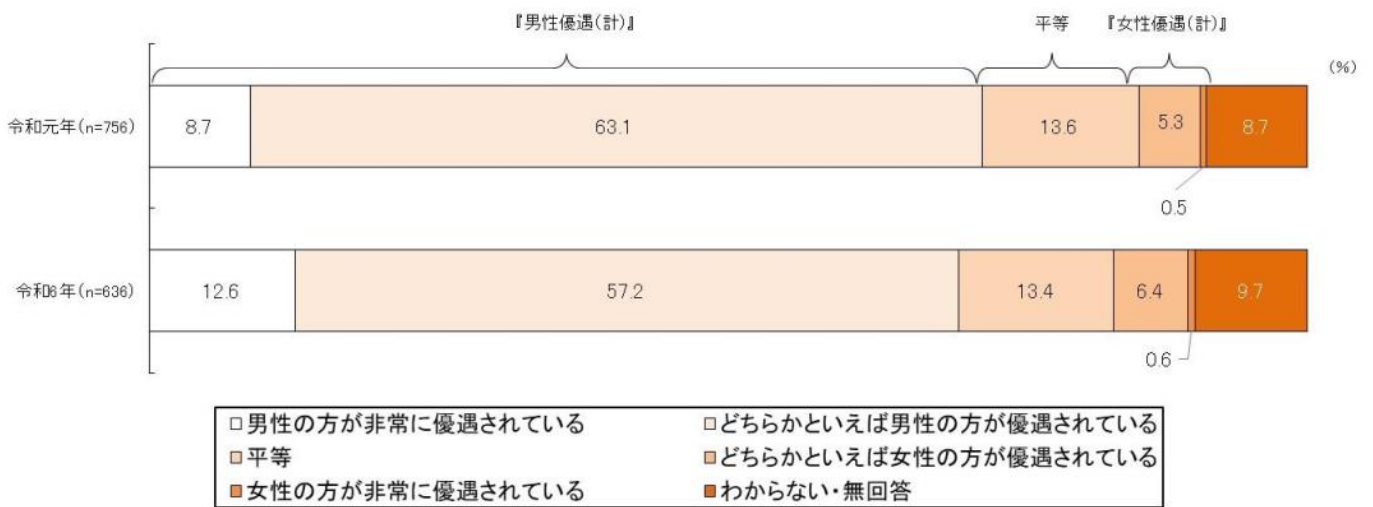 『男性優遇(計)』 平等 『女性優遇(計)』
(%)
令和元年(n=756) 8.7 63.1 13.6 5.3 8.7
0.5
令和6年(n=636) 12.6 57.2 13.4 6.4 9.7
0.6
□男性の方が非常に優遇されている □どちらかといえば男性の方が優遇されている
□平等 □どちらかといえば女性の方が優遇されている
■女性の方が非常に優遇されている ■わからない・無回答